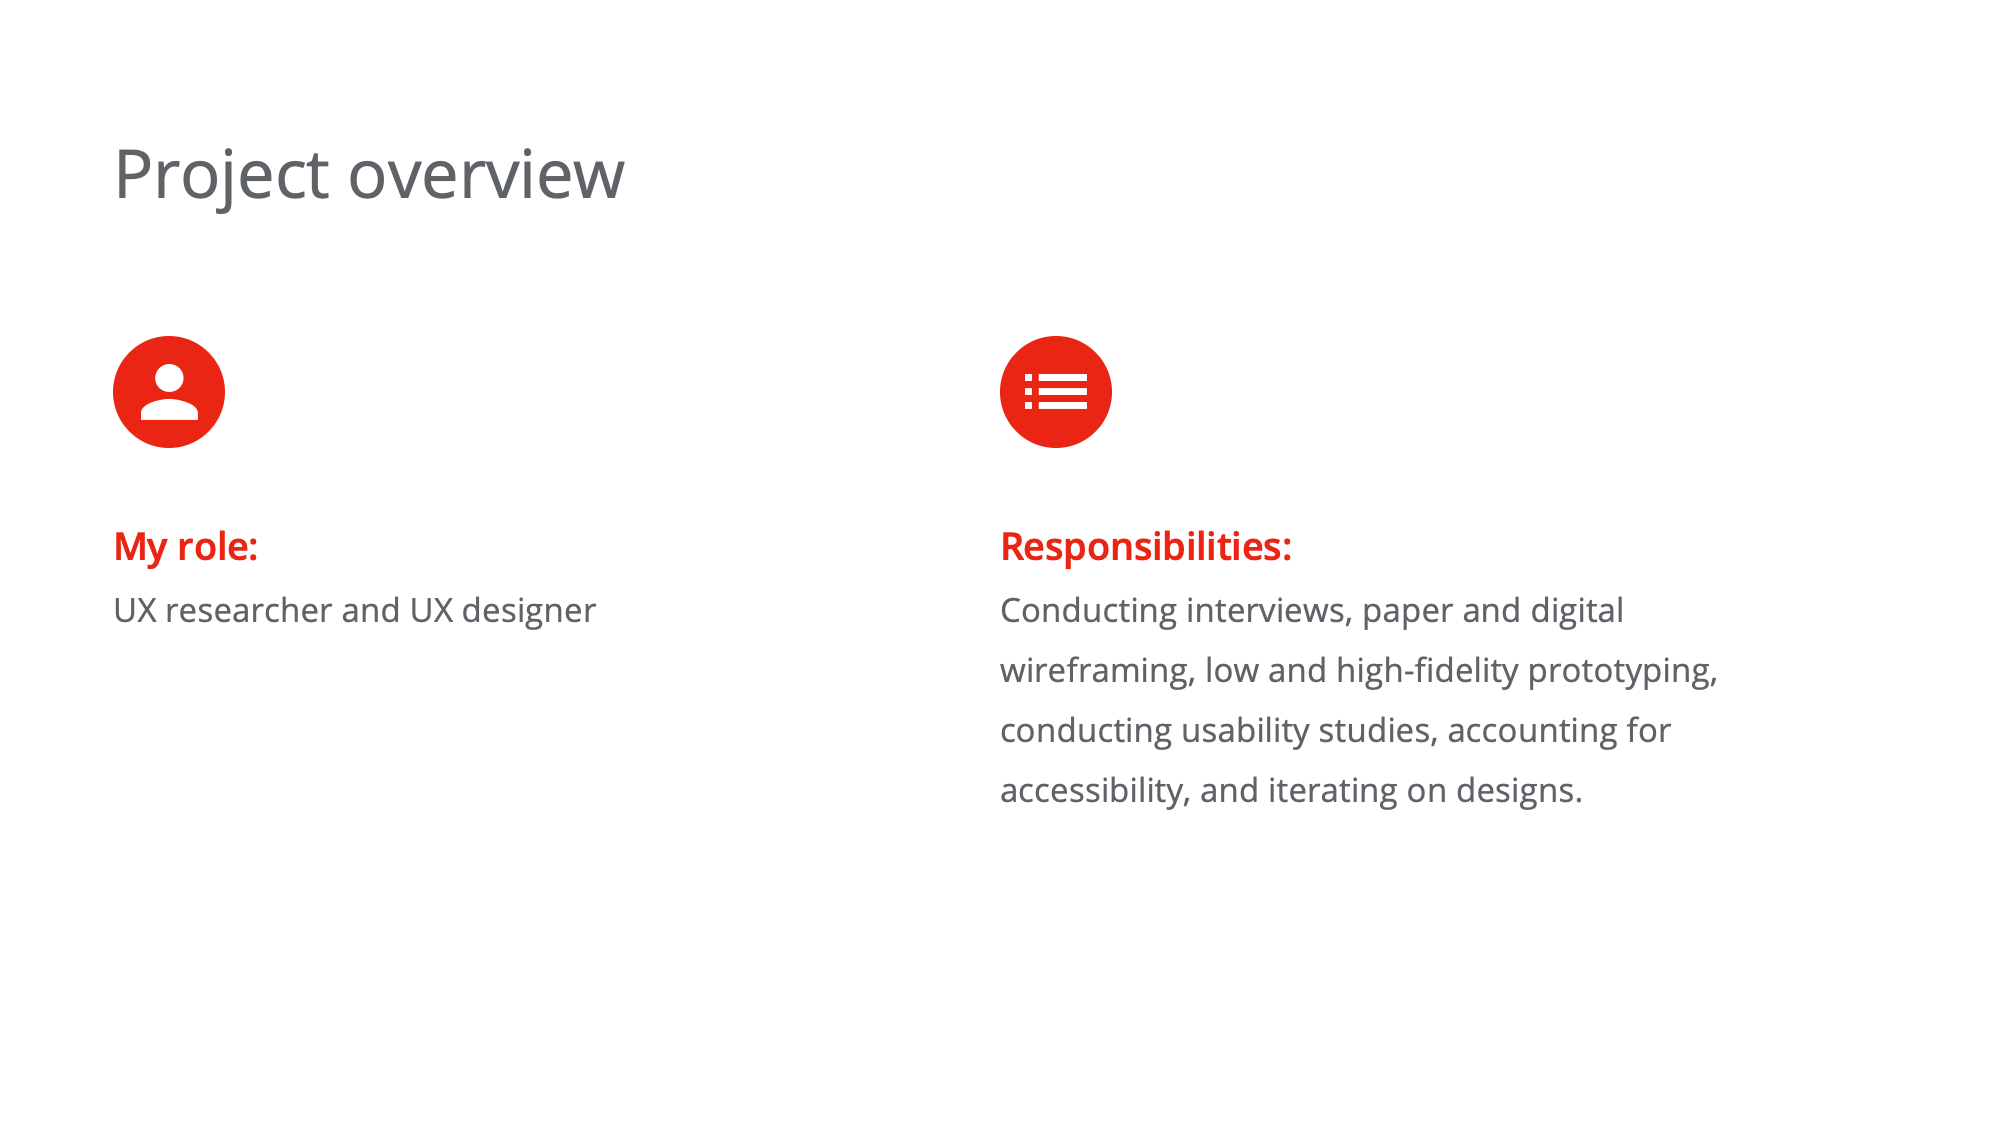 Project overview
My role:
UX researcher and UX designer
Responsibilities:
Conducting interviews, paper and digital
wireframing, low and high-fidelity prototyping,
conducting usability studies, accounting for
accessibility, and iterating on designs.